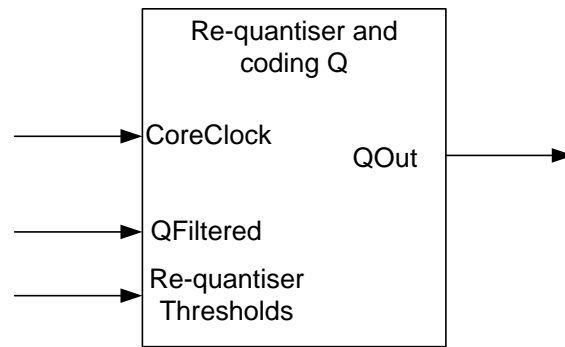 Re-quantiser and
coding Q
CoreClock
QOut
QFiltered
Re-quantiser
Thresholds